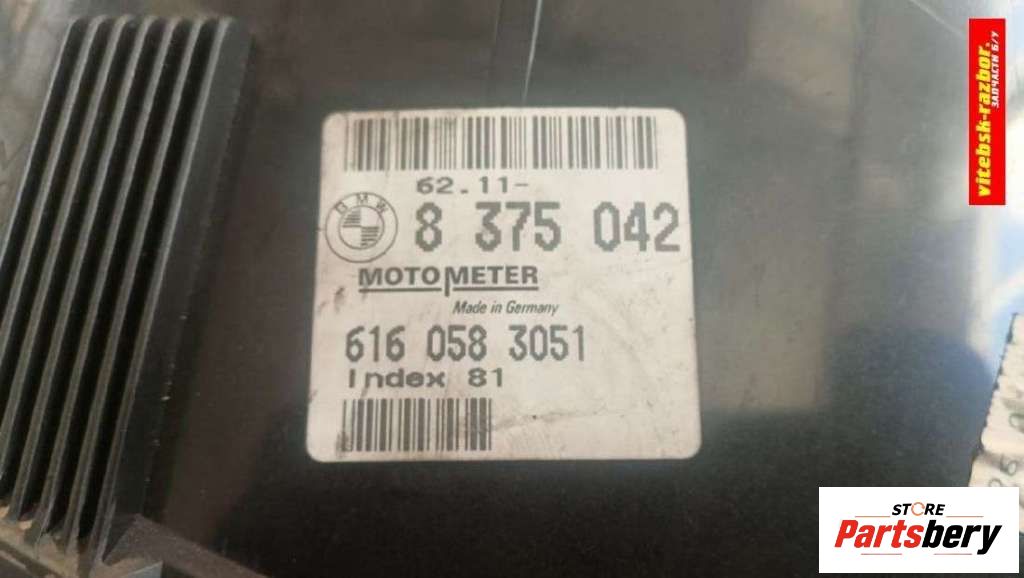 62.11-
BMW
8 375 042
MOTOMETER
Made in Germany
616 058 3051
Index 81
vitebsk-razbor.
ЗАПЧАСТИ Б/У
STORE
Partsbery